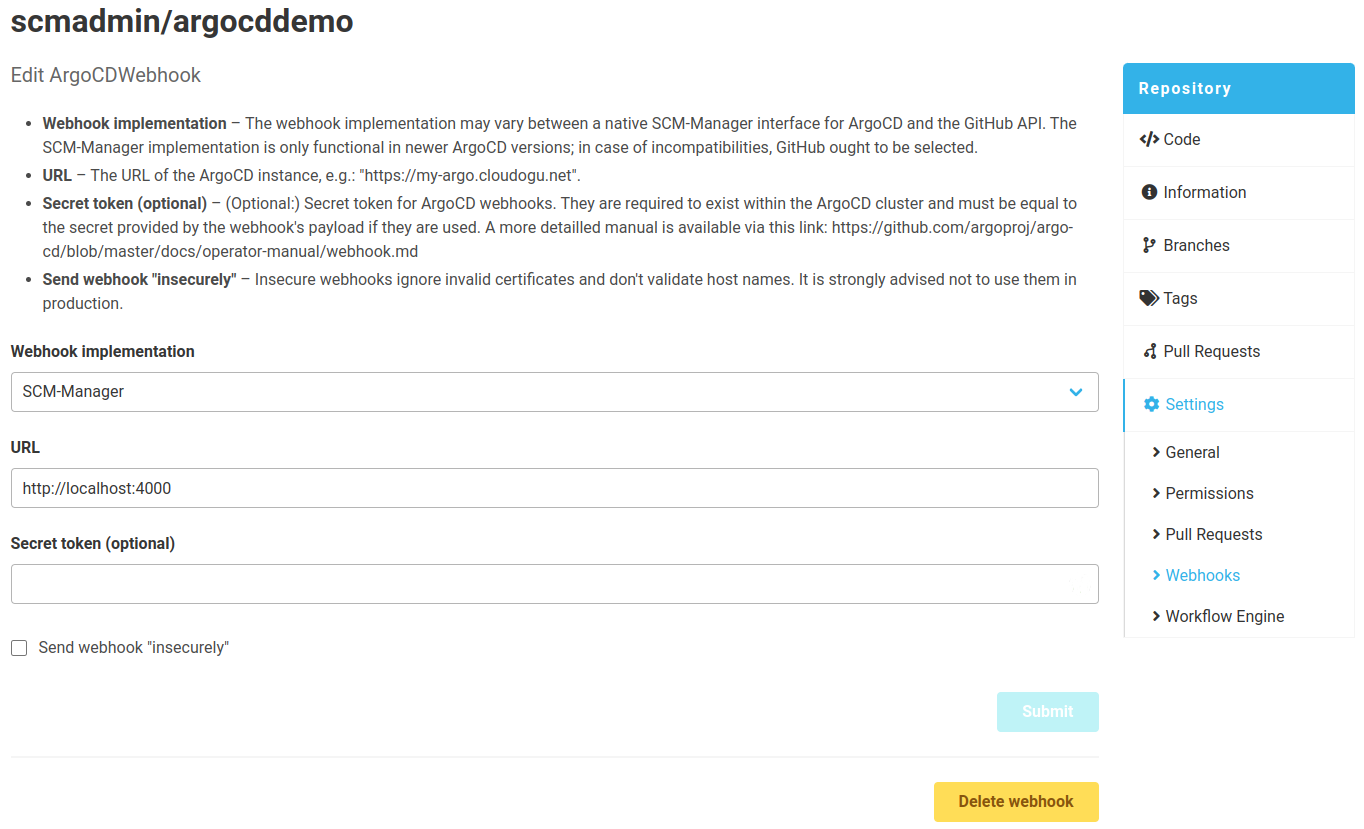 scmadmin/argocddemo
Edit ArgoCDWebhook
Webhook implementation – The webhook implementation may vary between a native SCM-Manager interface for ArgoCD and the GitHub API. The
SCM-Manager implementation is only functional in newer ArgoCD versions; in case of incompatibilities, GitHub ought to be selected.
URL – The URL of the ArgoCD instance, e.g.: "https://my-argo.cloudogu.net".
Secret token (optional) – (Optional:) Secret token for ArgoCD webhooks. They are required to exist within the ArgoCD cluster and must be equal to
the secret provided by the webhook's payload if they are used. A more detailled manual is available via this link: https://github.com/argoproj/argo-
cd/blob/master/docs/operator-manual/webhook.md
Send webhook "insecurely" – Insecure webhooks ignore invalid certificates and don't validate host names. It is strongly advised not to use them in
production.
Webhook implementation
SCM-Manager
URL
http://localhost:4000
Secret token (optional)
Send webhook "insecurely"
Submit
Delete webhook
Repository
Code
Information
Branches
Tags
Pull Requests
Settings
General
Permissions
Pull Requests
Webhooks
Workflow Engine